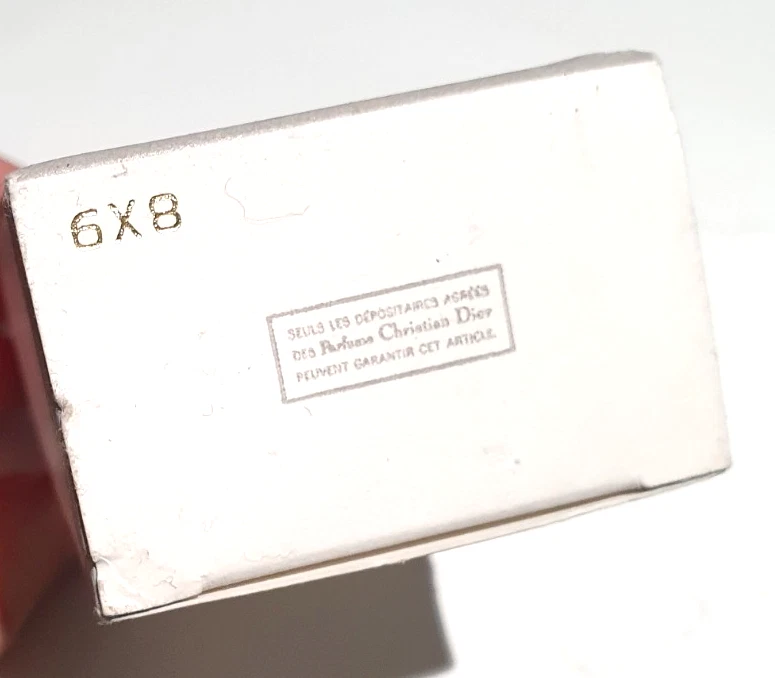 6X8
SEULS LES DÉPOSITAIRES AGRÉÉS
DES Parfums Christian Dior
PEUVENT GARANTIR CET ARTICLE.